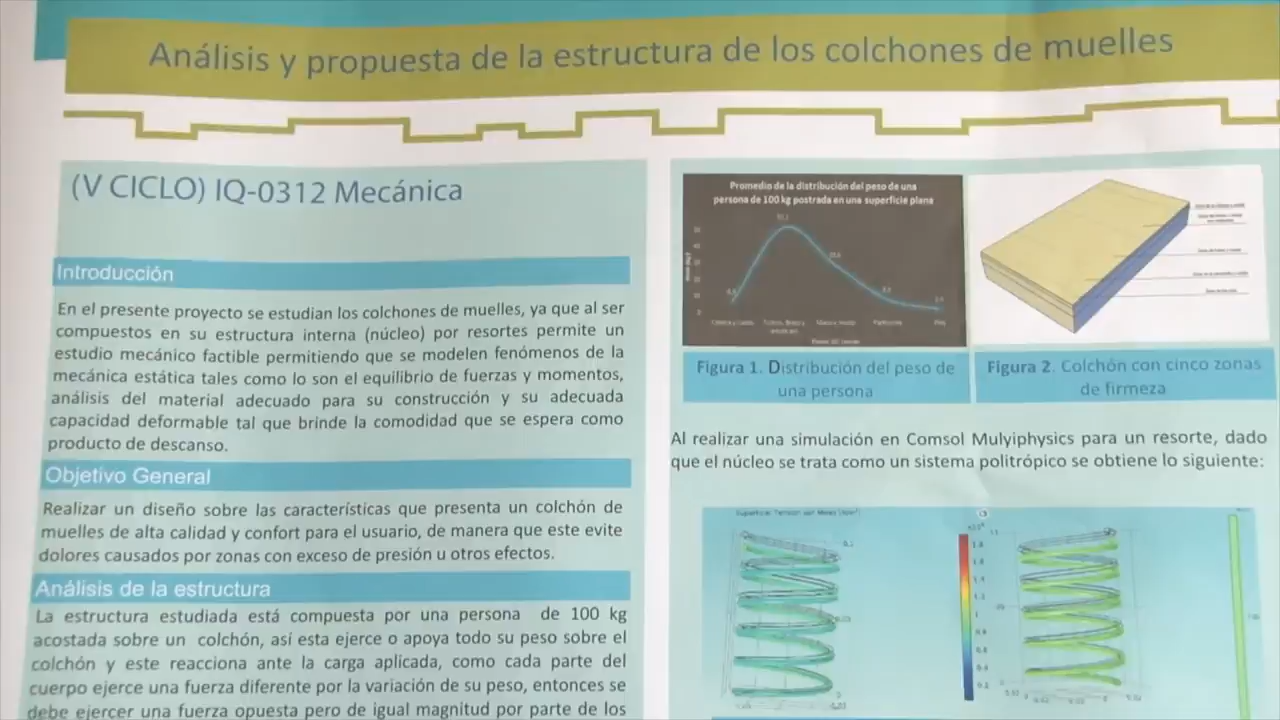 Análisis y propuesta de la estructura de los colchones de muelles
(V CICLO) IQ-0312 Mecánica
Introducción
En el presente proyecto se estudian los colchones de muelles, ya que al ser
compuestos en su estructura interna (núcleo) por resortes permite un
estudio mecánico factible permitiendo que se modelen fenómenos de la
mecánica estática tales como lo son el equilibrio de fuerzas y momentos,
análisis del material adecuado para su construcción y su adecuada
capacidad deformable tal que brinde la comodidad que se espera como
producto de descanso.
Objetivo General
Realizar un diseño sobre las características que presenta un colchón de
muelles de alta calidad y confort para el usuario, de manera que este evite
dolores causados por zonas con exceso de presión u otros efectos.
Análisis de la estructura
La estructura estudiada está compuesta por una persona de 100 kg
acostada sobre un colchón, así esta ejerce o apoya todo su peso sobre el
colchón y este reacciona ante la carga aplicada, como cada parte del
cuerpo ejerce una fuerza diferente por la variación de su peso, entonces se
debe ejercer una fuerza opuesta pero de igual magnitud por parte de los
Promedio de la distribución del peso de una
persona de 100 kg postrada en una superficie plana
Figura 1. Distribución del peso de
una persona
Figura 2. Colchón con cinco zonas
de firmeza
Al realizar una simulación en Comsol Mulyiphysics para un resorte, dado
que el núcleo se trata como un sistema politrópico se obtiene lo siguiente: